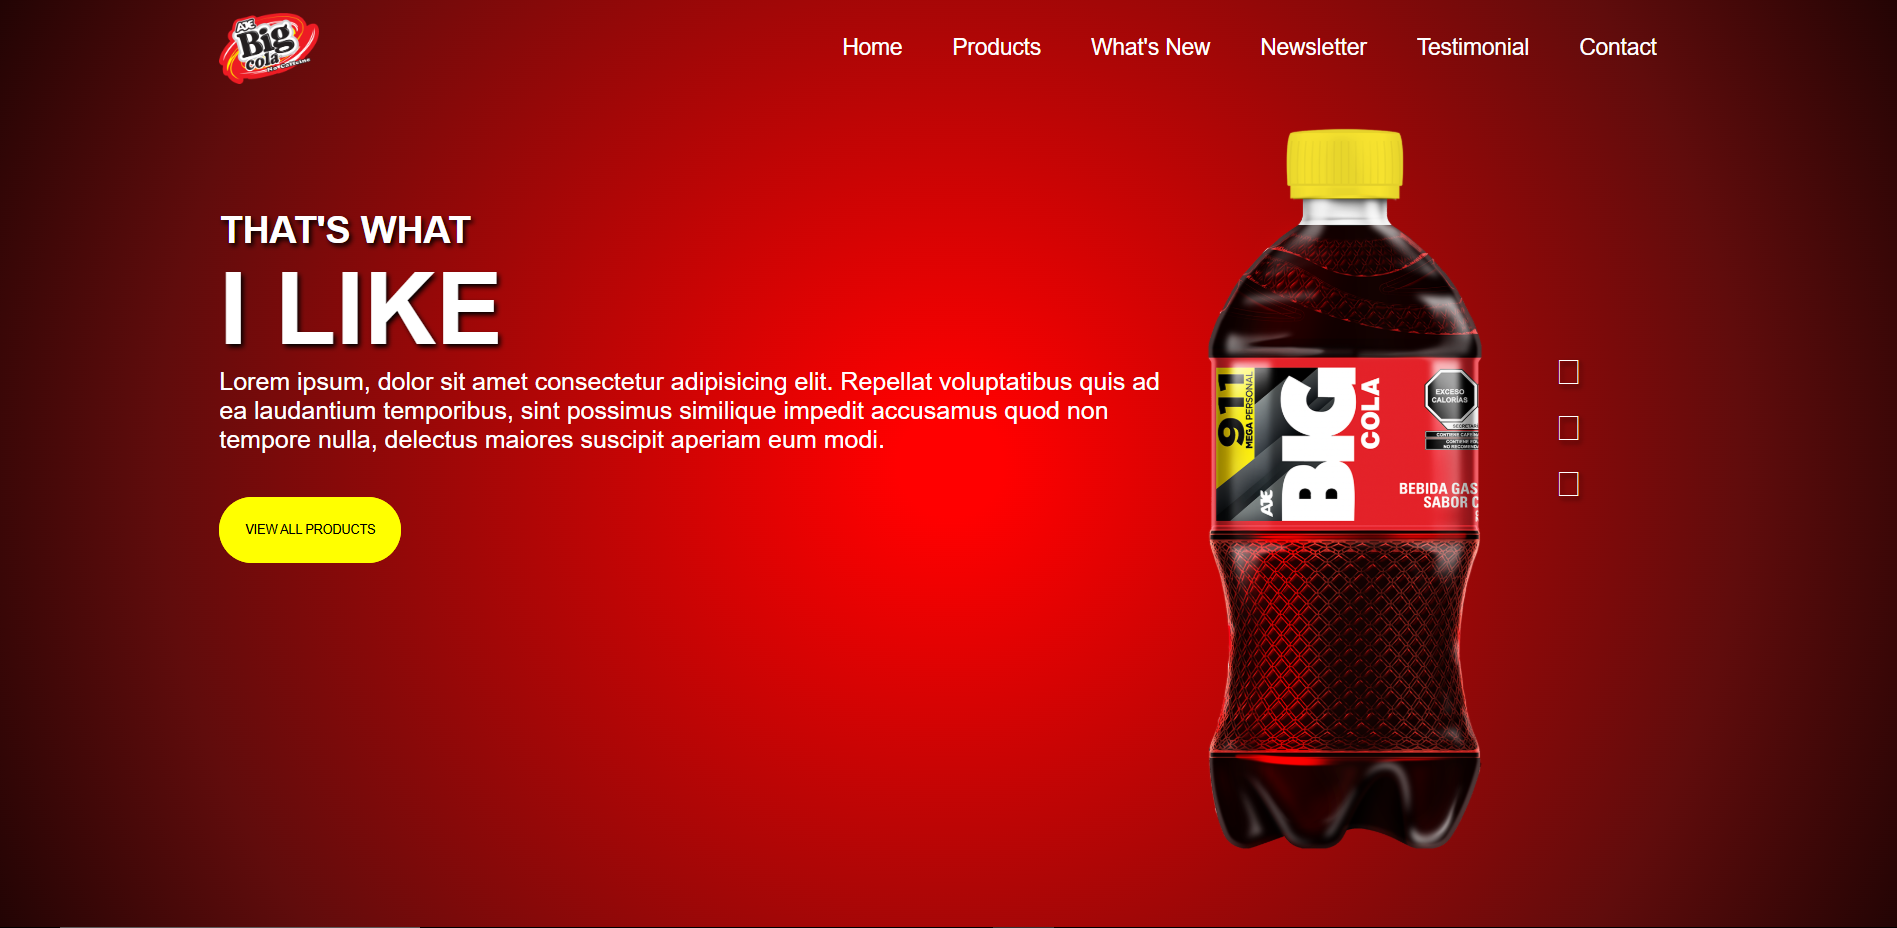 AJE
Big
cola
No Caffeine
Home
Products
What's New
Newsletter
Testimonial
Contact
THAT'S WHAT
I LIKE
Lorem ipsum, dolor sit amet consectetur adipisicing elit. Repellat voluptatibus quis ad
ea laudantium temporibus, sint possimus similique impedit accusamus quod non
tempore nulla, delectus maiores suscipit aperiam eum modi.
VIEW ALL PRODUCTS
911
MEGA PERSONAL
AJE
BIG
COLA
EXCESO
CALORÍAS
BEBIDA GAS
SABOR C